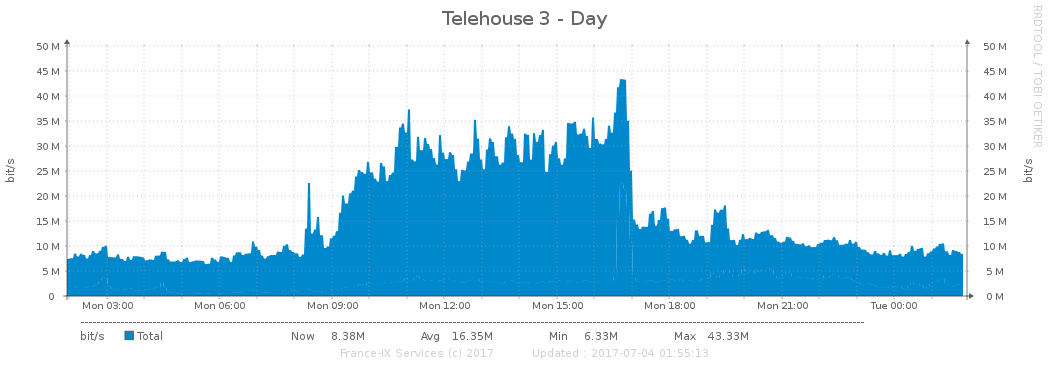 Telehouse 3 - Day
RRDTOOL / TOBI OETIKER
50 M 50 M
45 M 45 M
40 M 40 M
35 M 35 M
30 M 30 M
25 M 25 M
20 M 20 M
15 M 15 M
10 M 10 M
5 M 5 M
0 0 M
bit/s bit/s
Mon 03:00 Mon 06:00 Mon 09:00 Mon 12:00 Mon 15:00 Mon 18:00 Mon 21:00 Tue 00:00
bit/s Total Now 8.38M Avg 16.35M Min 6.33M Max 43.33M
France-IX Services (c) 2017 Updated : 2017-07-04 01:55:13